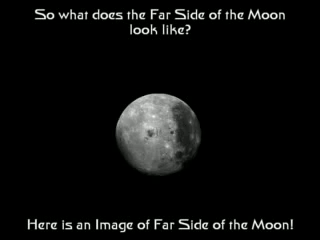 So what does the Far Side of the Moon
look like?
Here is an Image of Far Side of the Moon!